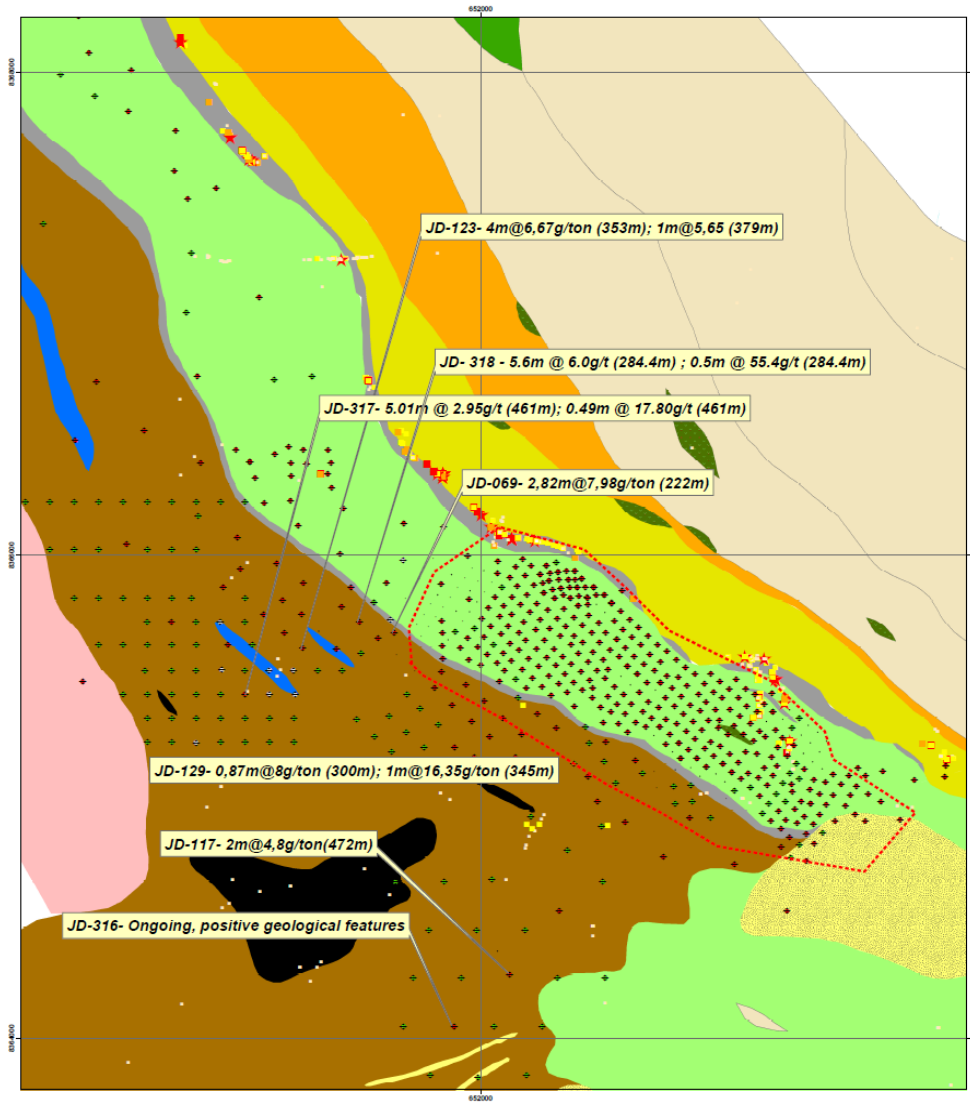 652000
8368000
JD-123- 4m@6,67g/ton (353m); 1m@5,65 (379m)
JD- 318 - 5.6m @ 6.0g/t (284.4m) ; 0.5m @ 55.4g/t (284.4m)
JD-317- 5.01m @ 2.95g/t (461m); 0.49m @ 17.80g/t (461m)
JD-069- 2,82m@7,98g/ton (222m)
JD-129- 0,87m@8g/ton (300m); 1m@16,35g/ton (345m)
JD-117- 2m@4,8g/ton(472m)
JD-316- Ongoing, positive geological features
8364000
652000